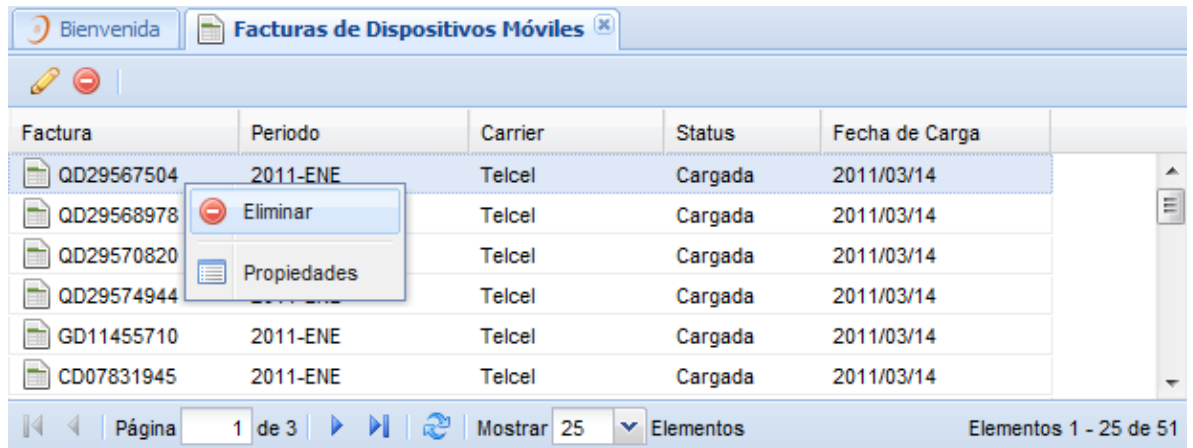 Bienvenida Facturas de Dispositivos Móviles
Factura Periodo Carrier Status Fecha de Carga
QD29567504 2011-ENE Telcel Cargada 2011/03/14
QD29568978 Telcel Cargada 2011/03/14
QD29570820 Telcel Cargada 2011/03/14
QD29574944 Telcel Cargada 2011/03/14
GD11455710 2011-ENE Telcel Cargada 2011/03/14
CD07831945 2011-ENE Telcel Cargada 2011/03/14
Eliminar
Propiedades
Página 1 de 3 Mostrar 25 Elementos Elementos 1 - 25 de 51